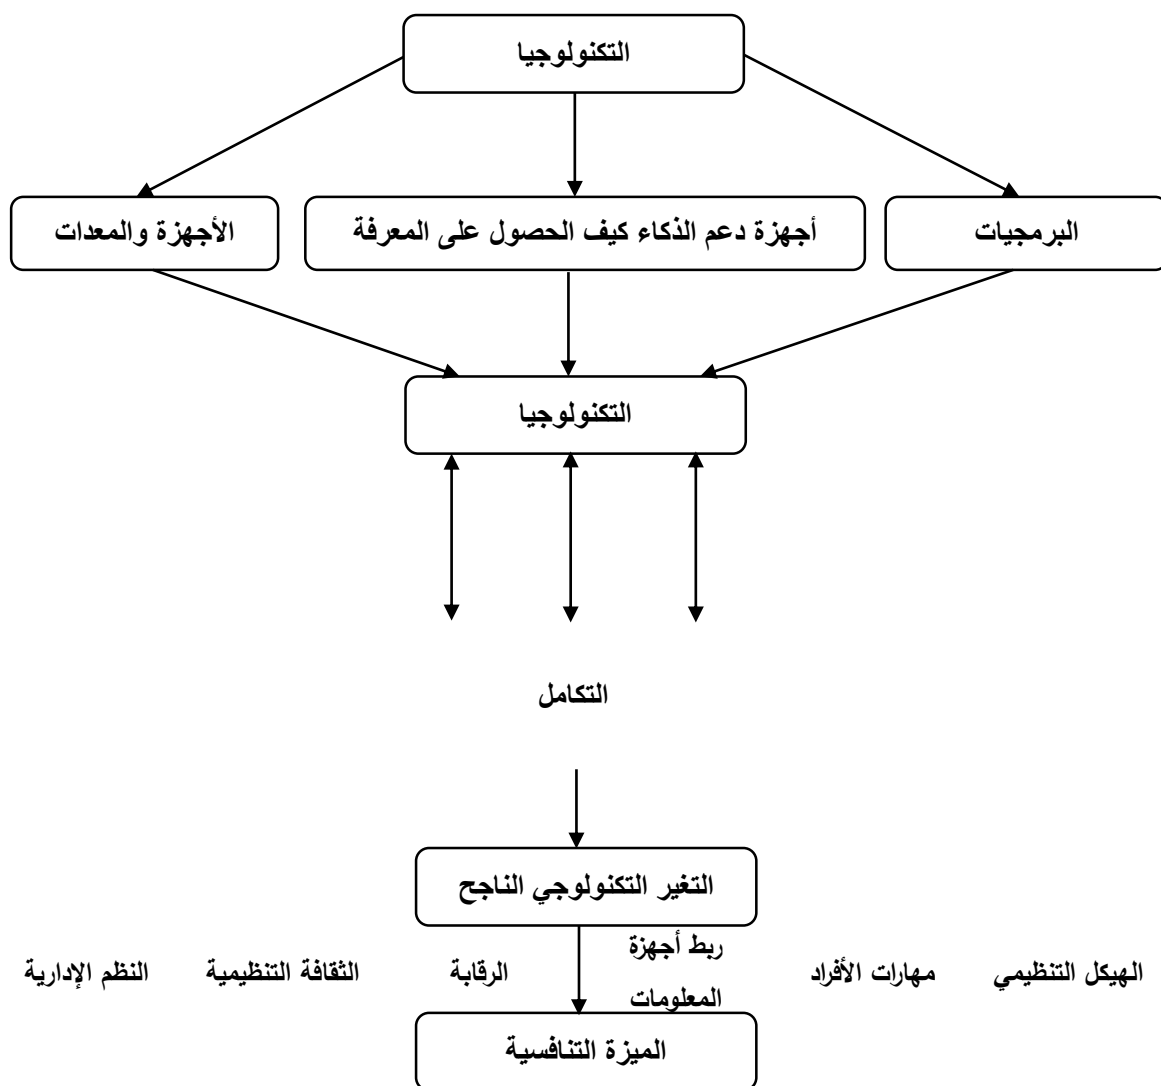 التكنولوجيا
البرمجيات
أجهزة دعم الذكاء كيف الحصول على المعرفة
الأجهزة والمعدات
التكنولوجيا
التكامل
التغير التكنولوجي الناجح
الهيكل التنظيمي
مهارات الأفراد
ربط أجهزة
المعلومات
الرقابة
الثقافة التنظيمية
النظم الإدارية
الميزة التنافسية